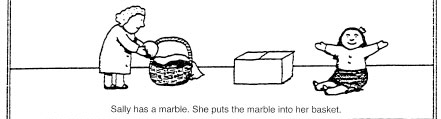 Sally has a marble. She puts the marble into her basket.